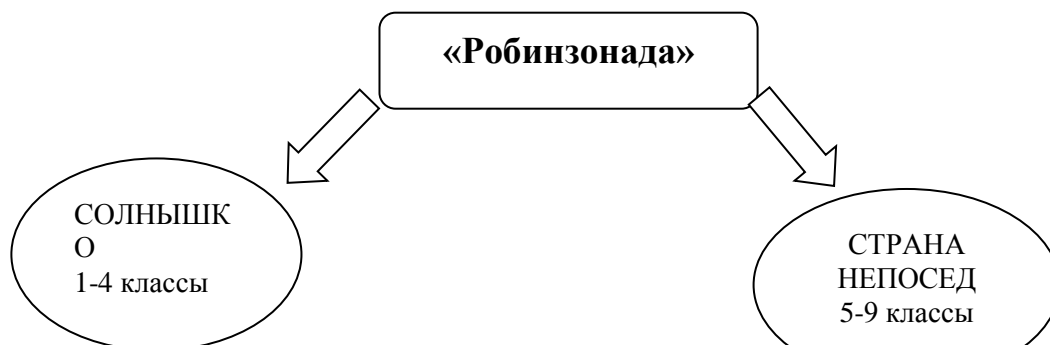 «Робинзонада»
СОЛНЫШК
О
1-4 классы
СТРАНА
НЕПОСЕД
5-9 классы